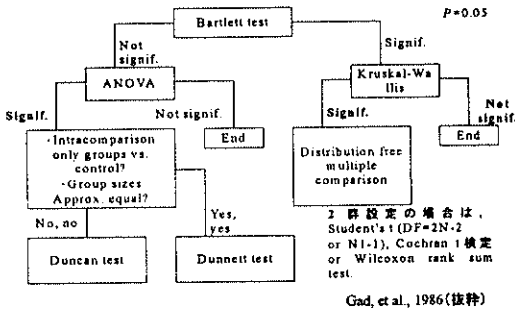 Bartlett test
P=0.05
Not
signif.
Signif.
ANOVA
Kruskal-Wa
llis
Signif.
Not signif.
Signif.
Not
signif.
End
End
・Intracomparison
only groups vs.
control?
・Group sizes
Approx. equal?
Distribution free
multiple
comparison
No, no
Yes,
yes
Duncan test
Dunnett test
2 群設定の場合は,
Student's t (DF=2N-2
or N1-1), Cochran t検定
or Wilcoxon rank sum
test.
Gad, et al., 1986(抜粋)